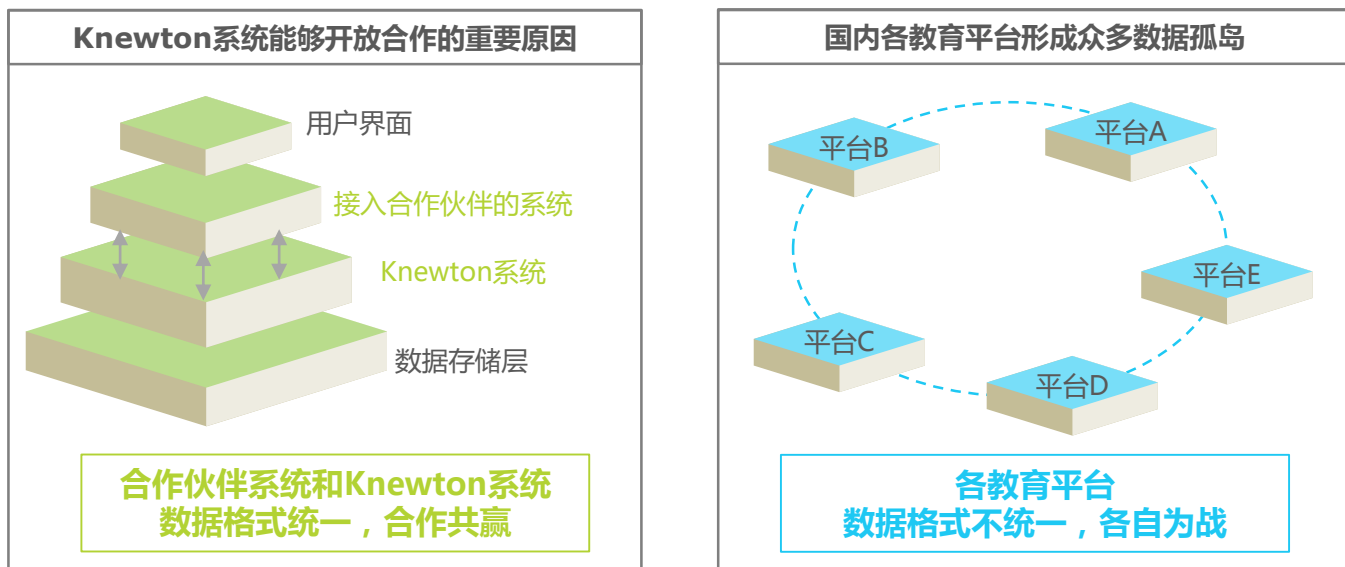 Knewton系统能够开放合作的重要原因
用户界面
接入合作伙伴的系统
Knewton系统
数据存储层
合作伙伴系统和Knewton系统
数据格式统一，合作共赢
国内各教育平台形成众多数据孤岛
平台A
平台B
平台E
平台C
平台D
各教育平台
数据格式不统一，各自为战